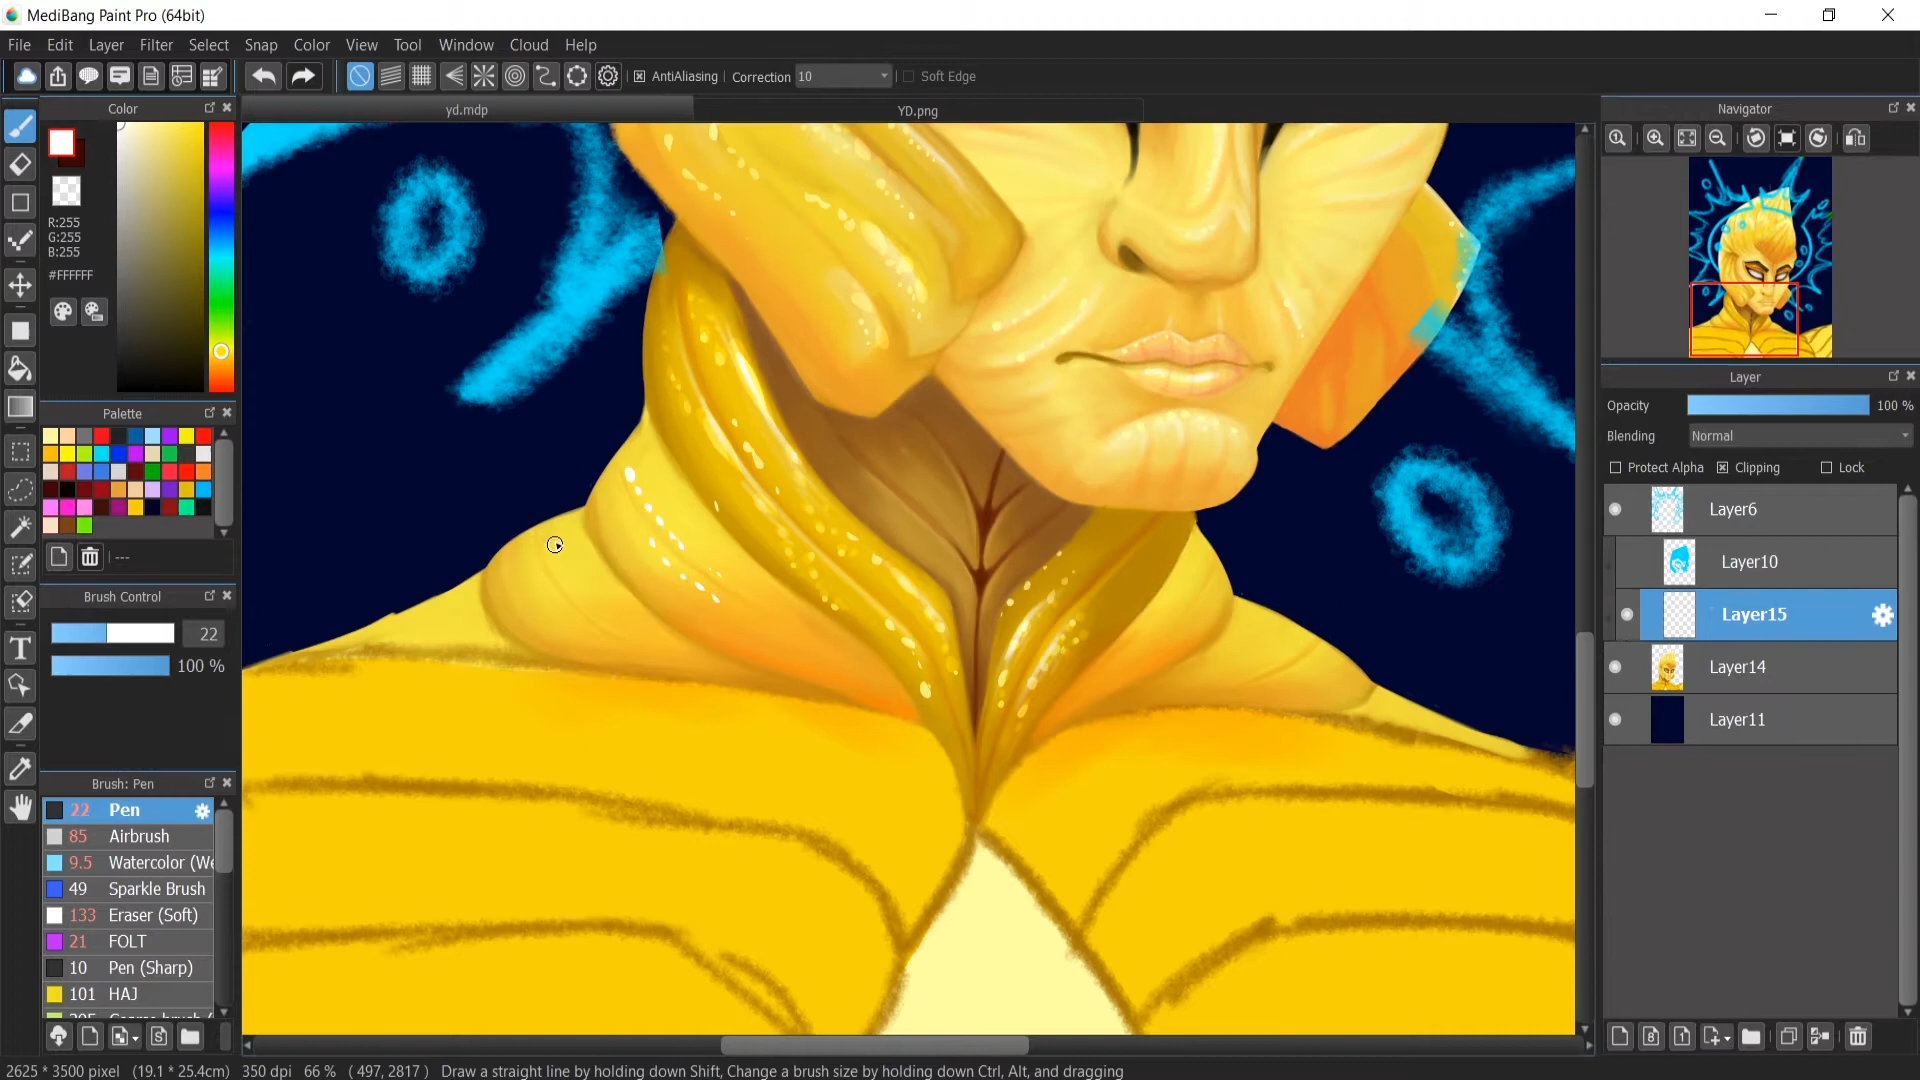 MediBang Paint Pro (64bit)
File Edit Layer Filter Select Snap Color View Tool Window Cloud Help
AntiAliasing Correction 10 Soft Edge
Color
yd.mdp
YD.png
Navigator
R:255
G:255
B:255
#FFFFFF
Palette
---
Brush Control
22
100 %
Brush: Pen
22 Pen
85 Airbrush
9.5 Watercolor (We
49 Sparkle Brush
133 Eraser (Soft)
21 FOLT
10 Pen (Sharp)
101 HAJ
Layer
Opacity 100 %
Blending Normal
Protect Alpha Clipping Lock
Layer6
Layer10
Layer15
Layer14
Layer11
2625 * 3500 pixel (19.1 * 25.4cm) 350 dpi 66 % ( 497, 2817 ) Draw a straight line by holding down Shift, Change a brush size by holding down Ctrl, Alt, and dragging